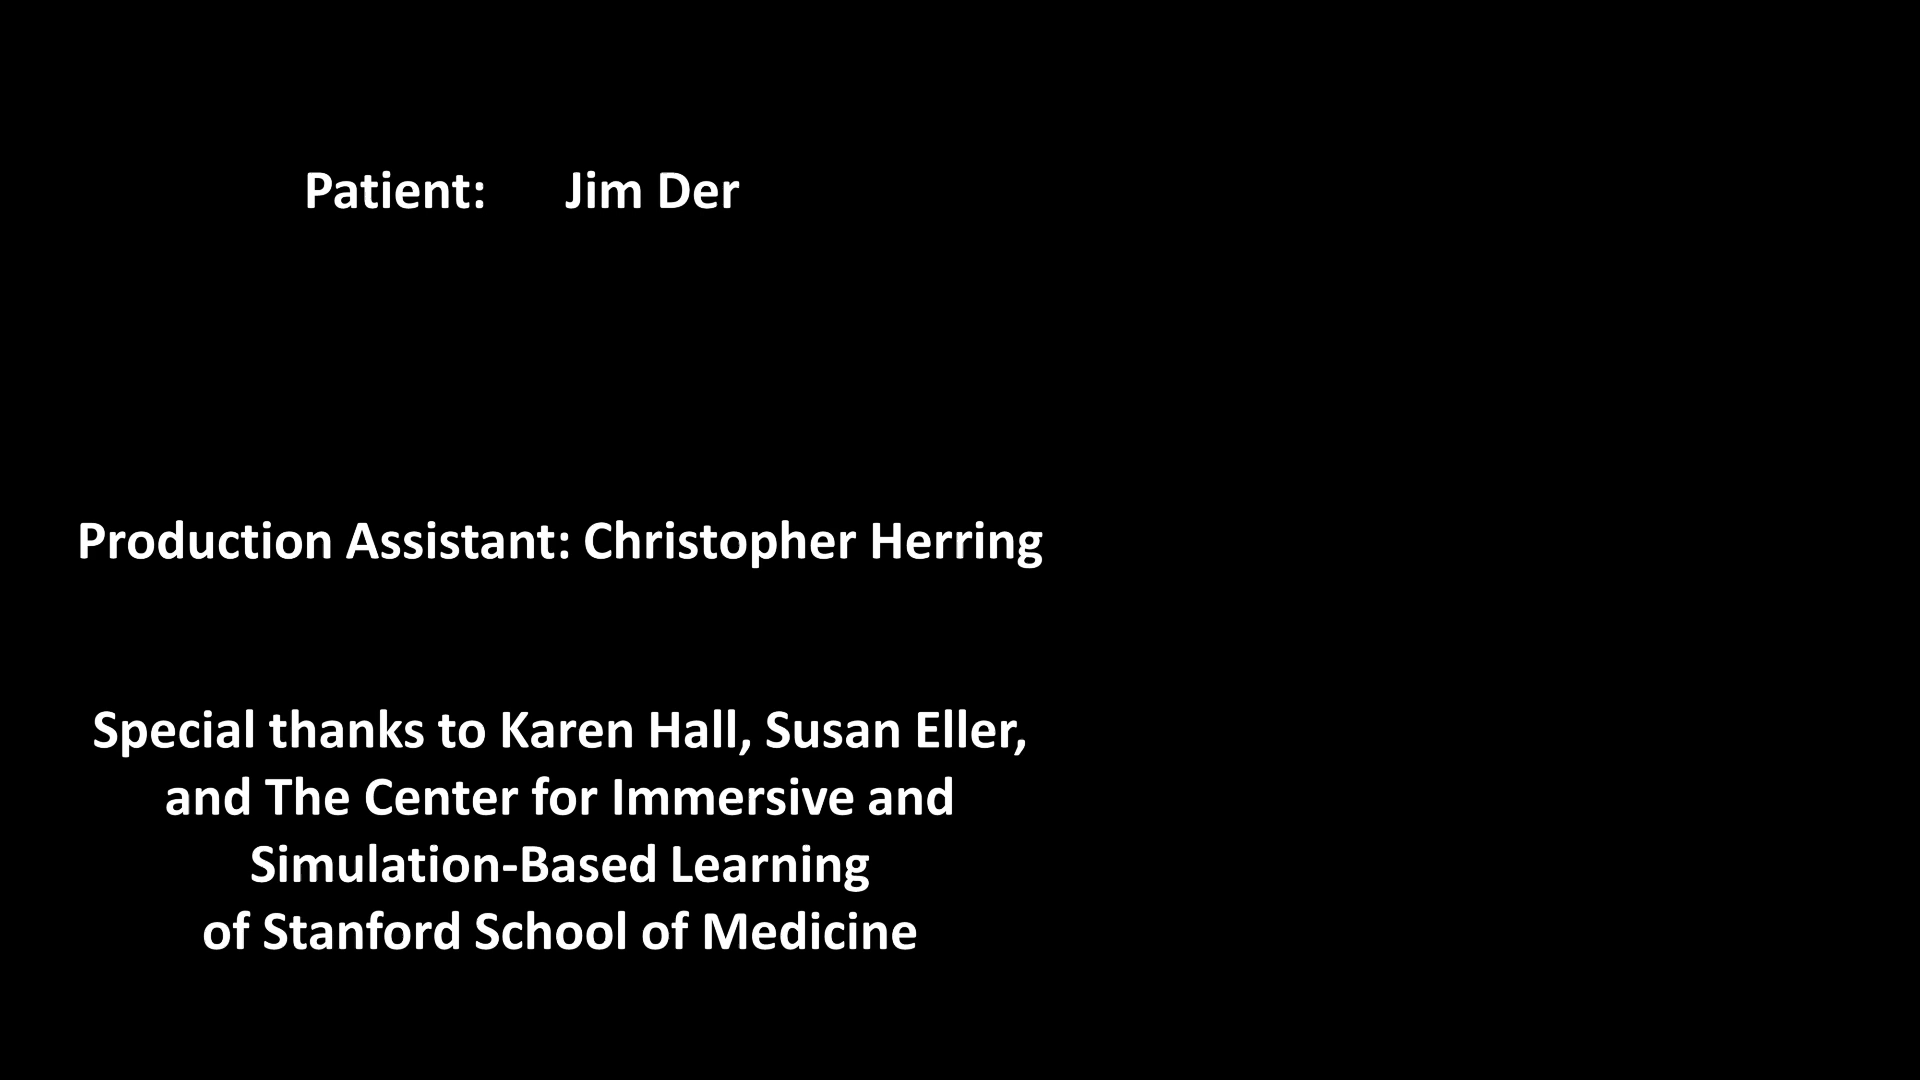 Patient: Jim Der
Production Assistant: Christopher Herring
Special thanks to Karen Hall, Susan Eller,
and The Center for Immersive and
Simulation-Based Learning
of Stanford School of Medicine